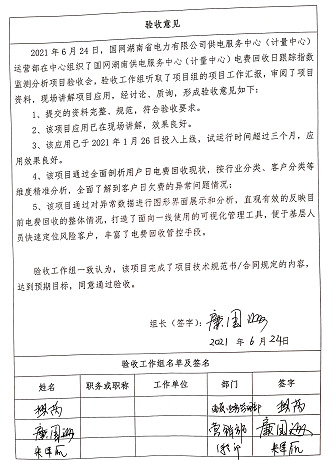 验收意见
2021 年 6 月 24 日，国网湖南省电力有限公司供电服务中心（计量中心）
运营部在中心组织了国网湖南供电服务中心（计量中心）电费回收日跟踪指数
监测分析项目验收会，验收工作组听取了项目组的项目工作汇报，审阅了项目
资料，现场讲解项目应用，经讨论、质询，形成验收意见如下：
1、提交的资料完整、规范，符合验收要求。
2、该项目应用已在现场讲解，效果良好。
3、该应用已于 2021 年 1 月 26 日投入上线，试运行时间超过三个月，应
用效果良好。
4、该项目通过全面剖析用户日电费回收现状，按行业分类、客户分类等
维度精准分析，全面了解到客户日欠费的异常问题情况；
5、该项目通过对异常数据进行图形界面展示和分析，直观有效的反映目
前电费回收的整体情况，打造了面向一线使用的可视化管理工具，便于基层人
员快速定位风险客户，丰富了电费回收管控手段。
验收工作组一致认为，该项目完成了项目技术规范书/合同规定的内容，
达到预期目标，同意通过验收。
组长（签字）：
2021 年 6 月 24日
验收工作组名单及签名
姓名 职务或职称 工作单位 部门 签字
营销部